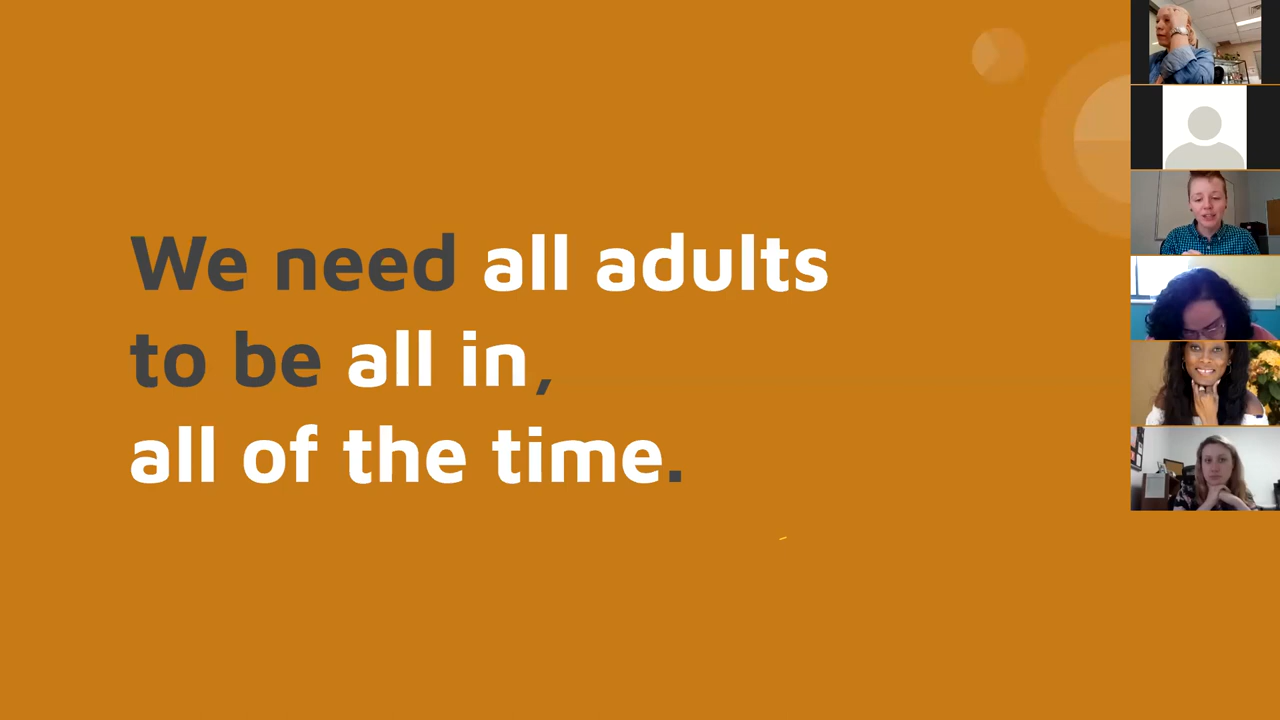 We need all adults
to be all in,
all of the time.